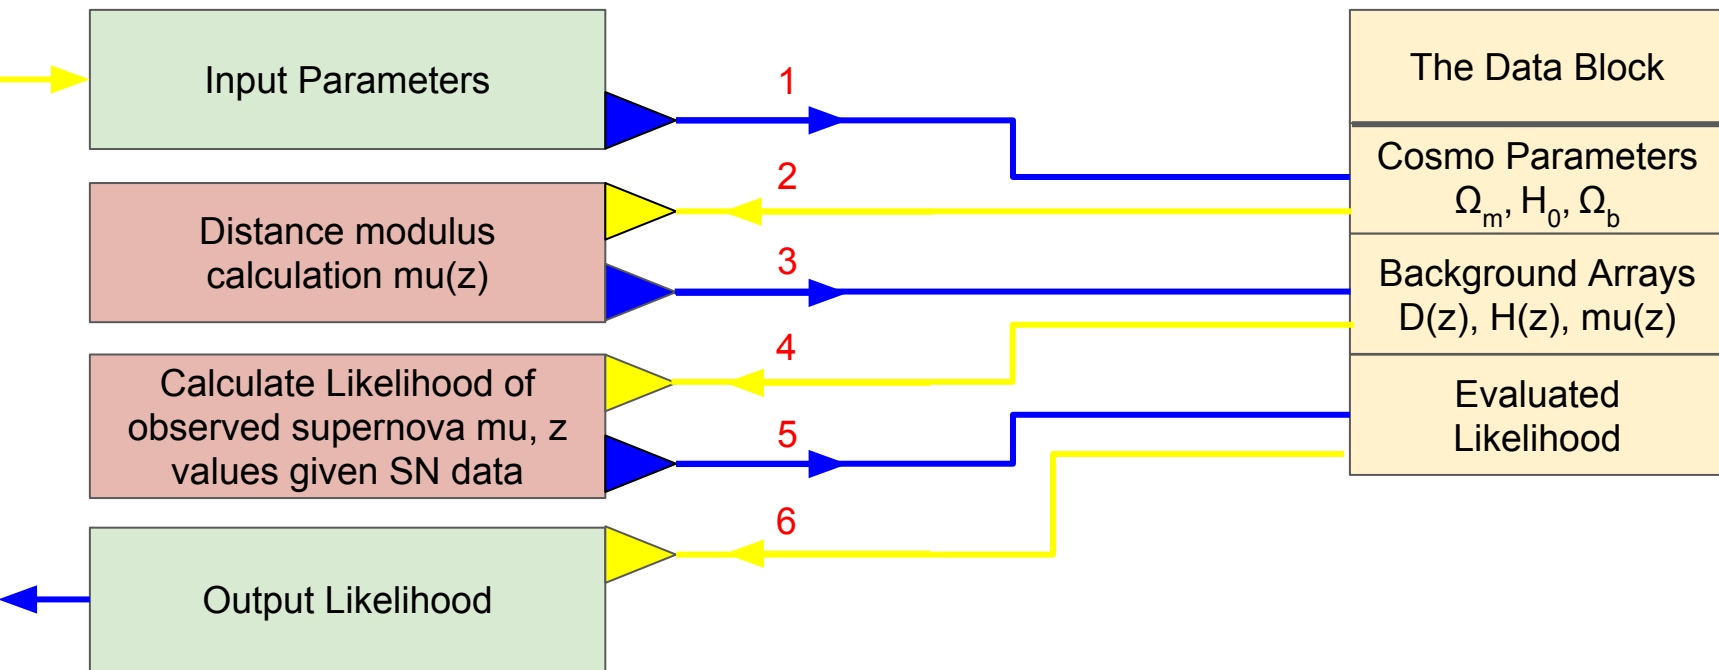 Input Parameters
1
The Data Block
Cosmo Parameters
Ωm, H0, Ωb
2
Distance modulus
calculation mu(z)
3
Background Arrays
D(z), H(z), mu(z)
4
Calculate Likelihood of
observed supernova mu, z
values given SN data
5
Evaluated
Likelihood
6
Output Likelihood